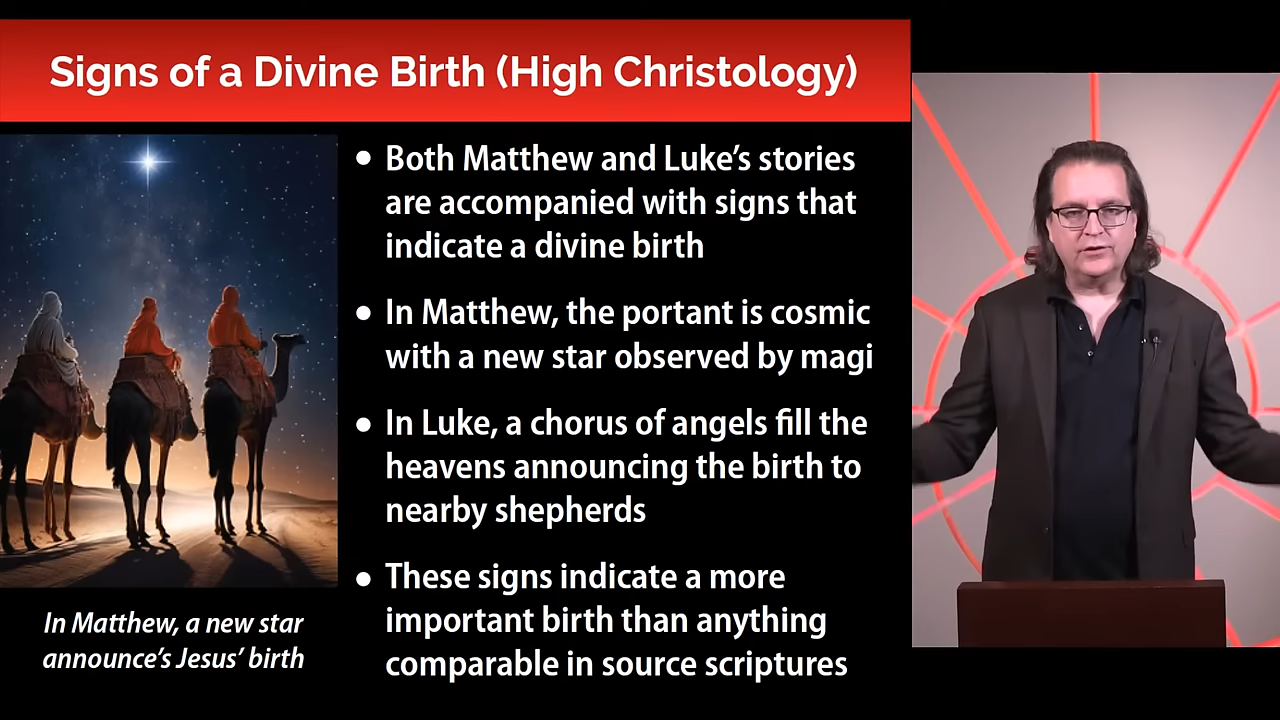 Signs of a Divine Birth (High Christology)
• Both Matthew and Luke’s stories
are accompanied with signs that
indicate a divine birth
• In Matthew, the portant is cosmic
with a new star observed by magi
• In Luke, a chorus of angels fill the
heavens announcing the birth to
nearby shepherds
• These signs indicate a more
important birth than anything
comparable in source scriptures
In Matthew, a new star
announce’s Jesus’ birth